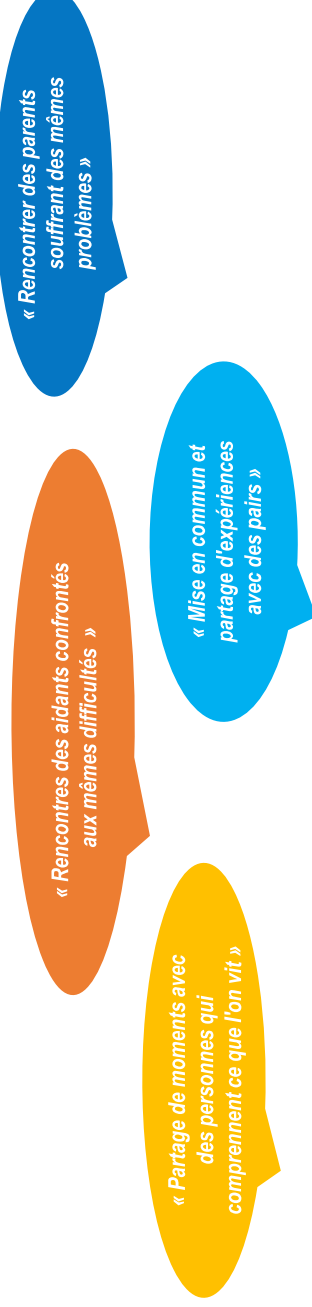 « Rencontrer des parents
souffrant des mêmes
problèmes »
« Mise en commun et
partage d'expériences
avec des pairs »
« Rencontres des aidants confrontés
aux mêmes difficultés »
« Partage de moments avec
des personnes qui
comprennent ce que l'on vit »